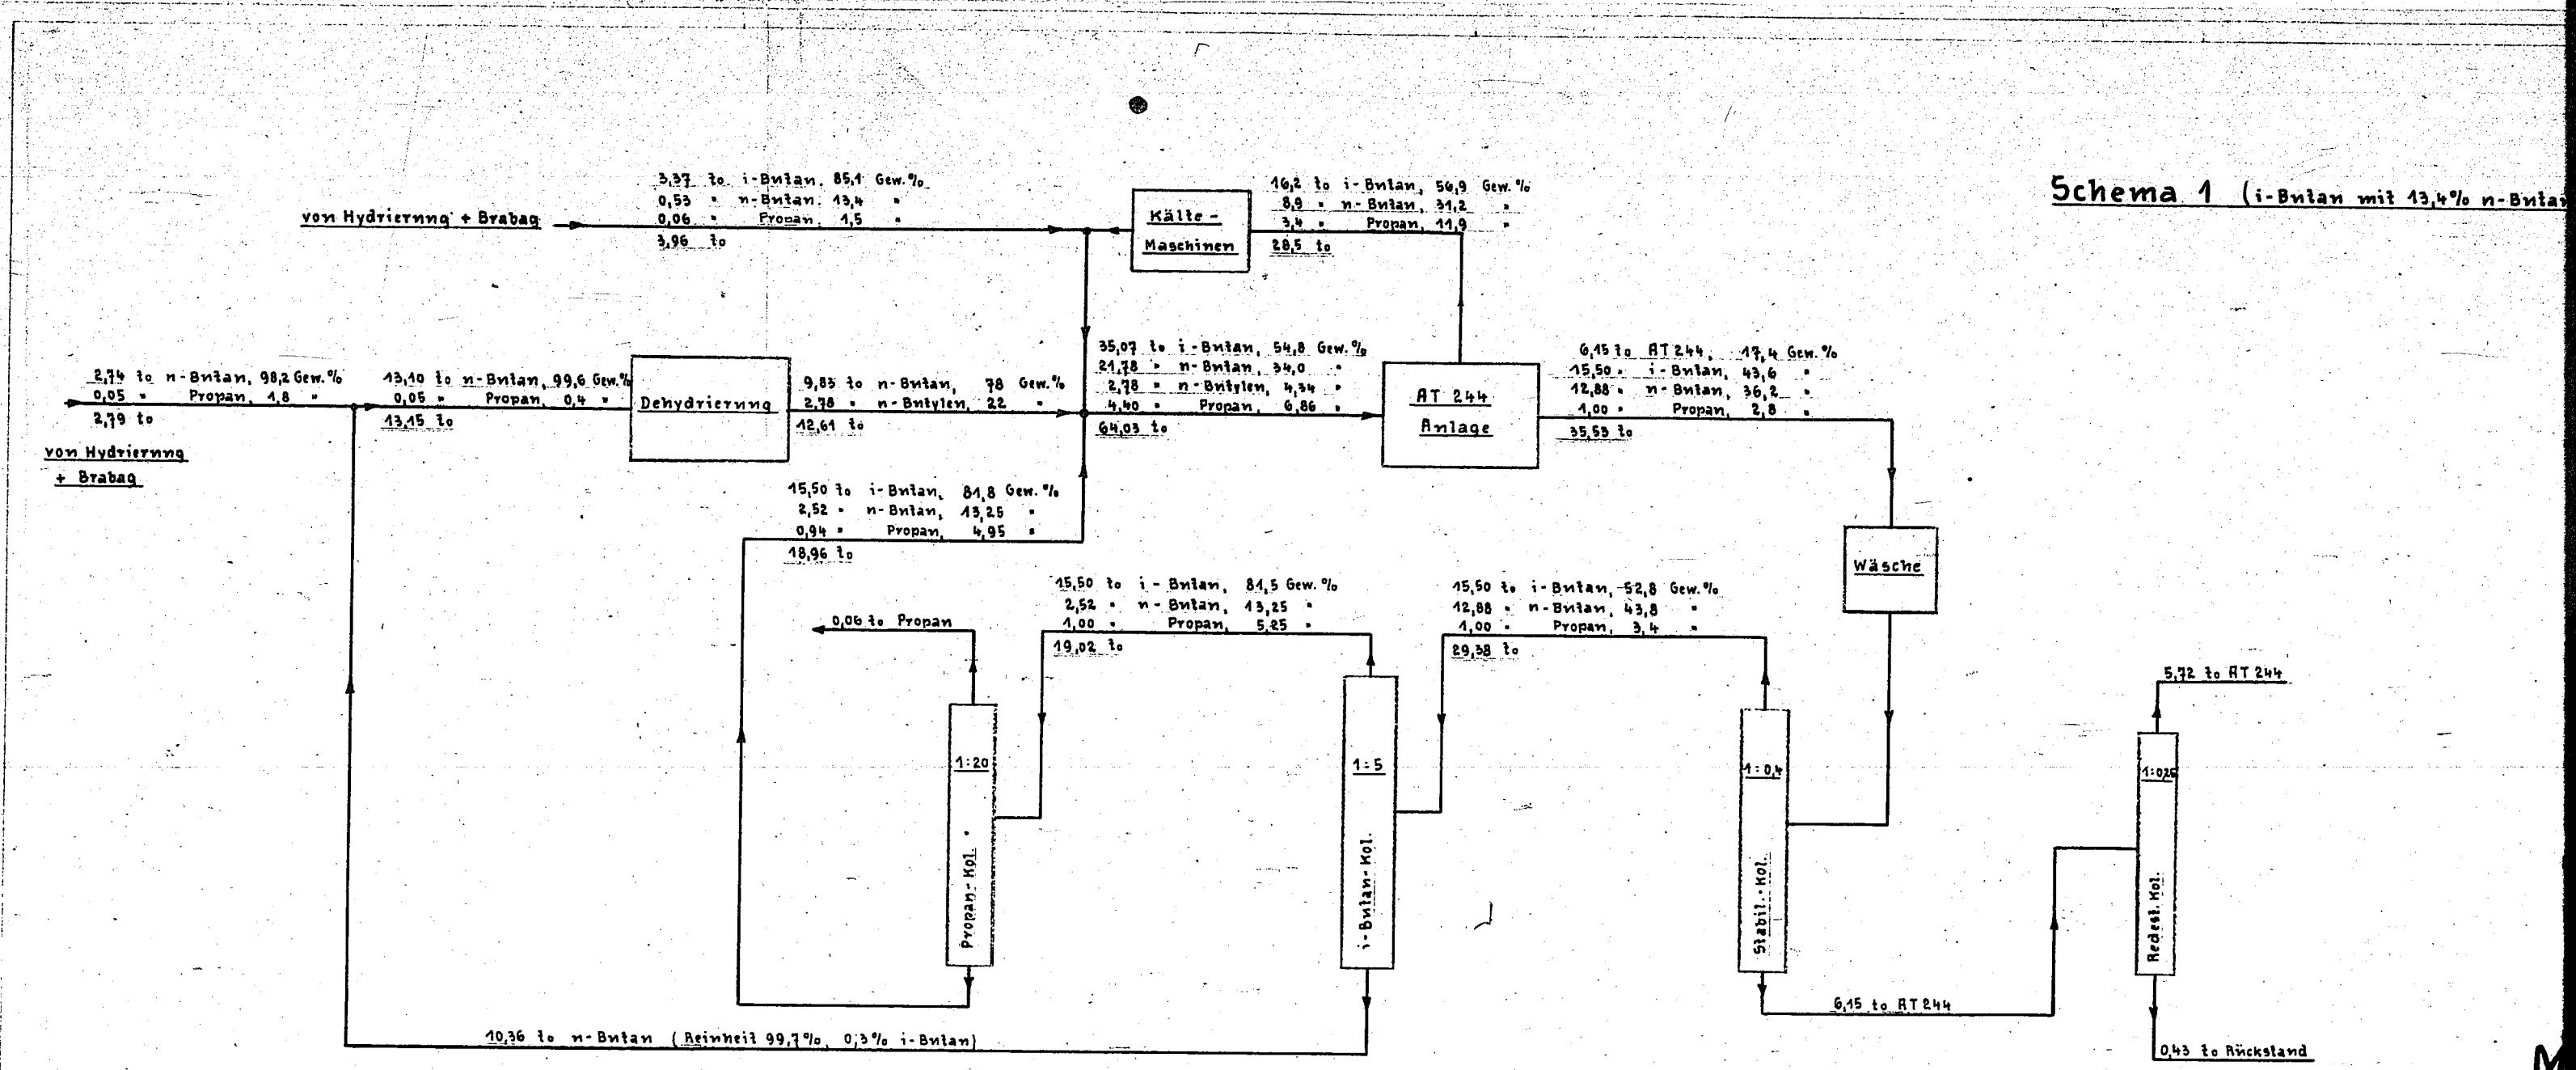 Schema 1 (i-Butan mit 13,4% n-Butan
3,37 to i-Butan, 85,1 Gew.%
0,53 " n-Butan, 13,4 "
0,06 " Propan, 1,5 "
3,96 to
von Hydrierung + Brabag
Kälte-
Maschinen
16,2 to i-Butan, 56,9 Gew.%
8,9 " n-Butan, 31,2 "
3,4 " Propan, 11,9 "
28,5 to
2,74 to n-Butan, 98,2 Gew.%
0,05 " Propan, 1,8 "
2,79 to
von Hydrierung
+ Brabag
13,10 to n-Butan, 99,6 Gew.%
0,05 " Propan, 0,4 "
13,15 to
Dehydrierung
9,83 to n-Butan, 78 Gew.%
2,78 " n-Butylen, 22 "
12,61 to
35,07 to i-Butan, 54,8 Gew.%
21,78 " n-Butan, 34,0 "
2,78 " n-Butylen, 4,34 "
4,40 " Propan, 6,86 "
64,03 to
AT 244
Anlage
6,15 to AT 244, 17,4 Gew.%
15,50 " i-Butan, 43,6 "
12,88 " n-Butan, 36,2 "
1,00 " Propan, 2,8 "
35,53 to
15,50 to i-Butan, 81,8 Gew.%
2,52 " n-Butan, 13,25 "
0,94 " Propan, 4,95 "
18,96 to
Wäsche
0,06 to Propan
15,50 to i-Butan, 81,5 Gew.%
2,52 " n-Butan, 13,25 "
1,00 " Propan, 5,25 "
19,02 to
15,50 to i-Butan, 52,8 Gew.%
12,88 " n-Butan, 43,8 "
1,00 " Propan, 3,4 "
29,38 to
5,72 to AT 244
1:20
Propan-Kol.
1:5
i-Butan-Kol.
1:0,4
Stabil.-Kol.
1:0,25
Redest. Kol.
6,15 to AT 244
10,36 to n-Butan (Reinheit 99,7%, 0,3% i-Butan)
0,43 to Rückstand